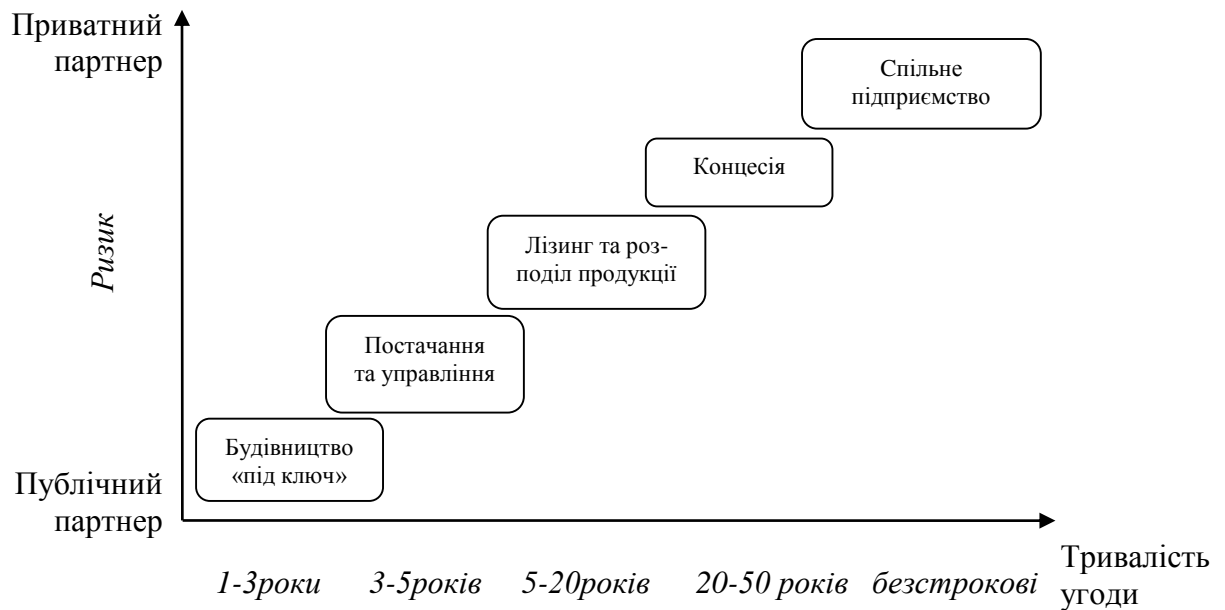 Приватний
партнер
Спільне
підприємство
Концесія
Ризик
Лізинг та роз-
поділ продукції
Постачання
та управління
Будівництво
«під ключ»
Публічний
партнер
1-3роки 3-5років 5-20років 20-50 років безстрокові
Тривалість
угоди